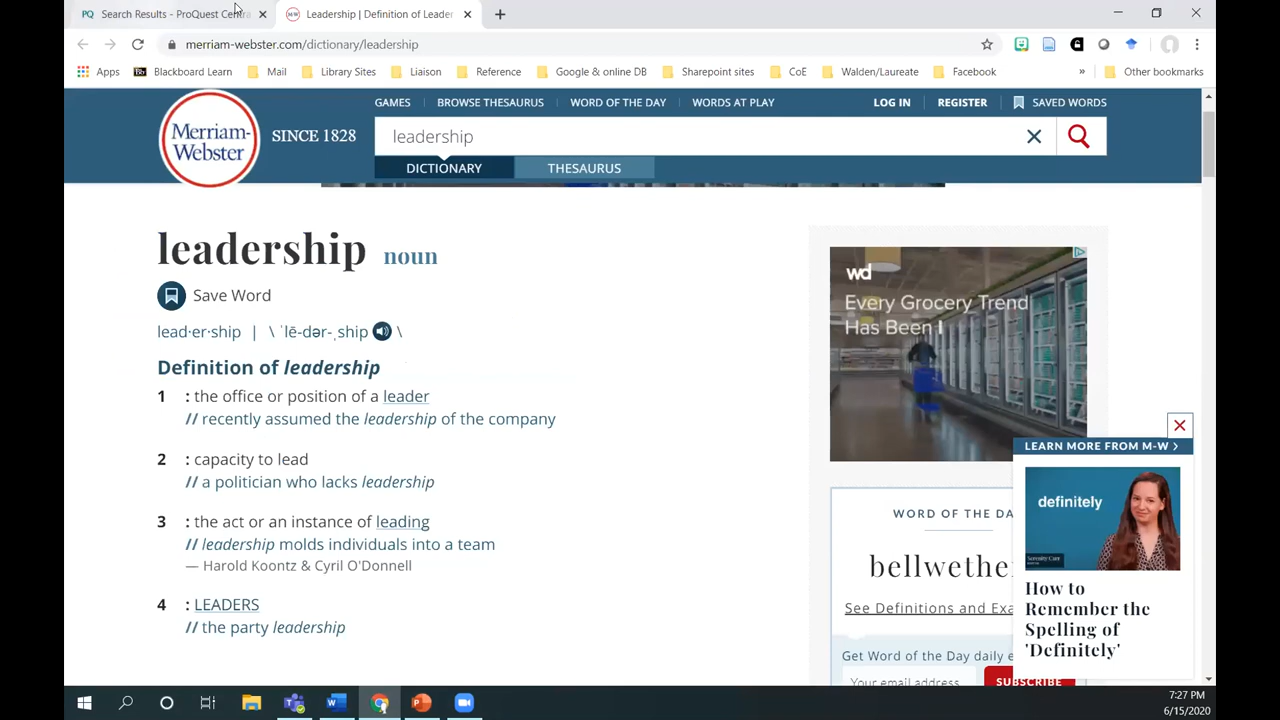 PQ Search Results - ProQuest Centra
Leadership | Definition of Leader
merriam-webster.com/dictionary/leadership
Apps Blackboard Learn Mail Library Sites Liaison Reference Google & online DB Sharepoint sites CoE Walden/Laureate Facebook » Other bookmarks
GAMES BROWSE THESAURUS WORD OF THE DAY WORDS AT PLAY LOG IN REGISTER SAVED WORDS
Merriam-
Webster
SINCE 1828
leadership
DICTIONARY THESAURUS
leadership noun
Save Word
lead·er·ship | \ ˈlē-dər-ˌship \
Definition of leadership
1 : the office or position of a leader
// recently assumed the leadership of the company
2 : capacity to lead
// a politician who lacks leadership
3 : the act or an instance of leading
// leadership molds individuals into a team
— Harold Koontz & Cyril O'Donnell
4 : LEADERS
// the party leadership
wd
Every Grocery Trend
Has Been
WORD OF THE DA
bellwethe
See Definitions and Exa
Get Word of the Day daily e
Your email address
SUBSCRIBE
LEARN MORE FROM M-W >
definitely
How to
Remember the
Spelling of
'Definitely'
7:27 PM
6/15/2020